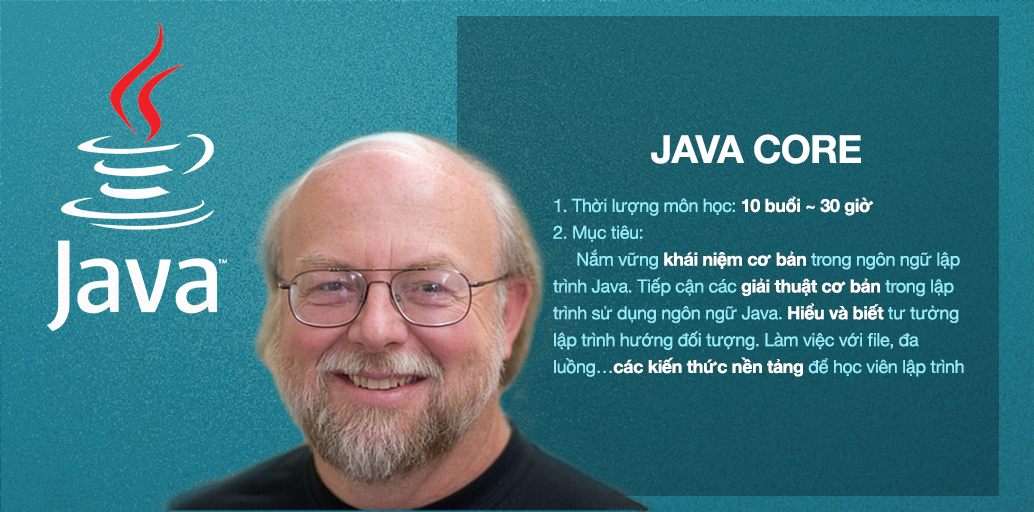 Java™
JAVA CORE
1. Thời lượng môn học: 10 buổi ~ 30 giờ
2. Mục tiêu:
Nắm vững khái niệm cơ bản trong ngôn ngữ lập
trình Java. Tiếp cận các giải thuật cơ bản trong lập
trình sử dụng ngôn ngữ Java. Hiểu và biết tư tưởng
lập trình hướng đối tượng. Làm việc với file, đa
luồng…các kiến thức nền tảng để học viên lập trình